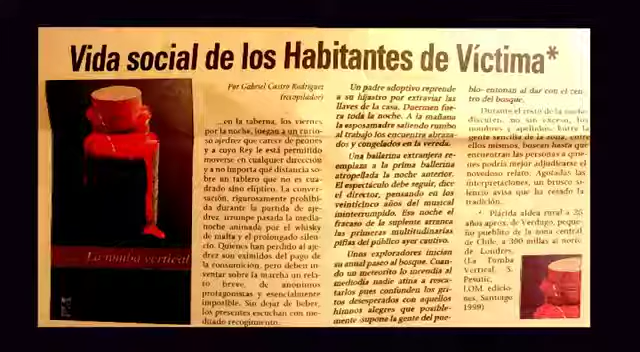 Vida social de los Habitantes de Víctima*
Por Gabriel Castro Rodríguez
(recopilador)
...en la taberna, los viernes
por la noche, juegan a un curio-
so ajedrez que carece de peones
y a cuyo Rey le está permitido
moverse en cualquier dirección
y a no importa qué distancia so-
bre un tablero que no es cua-
drado sino elíptico. La conver-
sación, rigurosamente prohibi-
da durante la partida de aje-
drez, irrumpe pasada la media-
noche animada por el whisky
de malta y el prolongado silen-
cio. Quienes han perdido al aje-
drez son eximidos del pago de
la consumición, pero deben in-
ventar sobre la marcha un rela-
to breve, de anónimos
protagonistas y esencialmente
imposible. Sin dejar de beber,
los presentes escuchan con me-
ditado recogimiento.
La tumba vertical
Un padre adoptivo reprende
a su hijastro por extraviar las
llaves de la casa. Duermen fue-
ra toda la noche. A la mañana
la esposamadre saliendo rumbo
al trabajo los encuentra abraza-
dos y congelados en la vereda.
Una bailarina extranjera re-
emplaza a la prima ballerina
atropellada la noche anterior.
El espectáculo debe seguir, dice
el director, pensando en los
veinticinco años del musical
ininterrumpido. Esa noche el
fracaso de la suplente arranca
las primeras multitudinarias
pifias del público ayer cautivo.
Unos exploradores inician
su anual paseo al bosque. Cuan-
do un meteorito lo incendia al
mediodía nadie atina a resca-
tarlos pues confunden los gri-
tos desesperados con aquellos
himnos alegres que posible-
mente -supone la gente del pue-
blo- entonan al dar con el cen-
tro del bosque.
Durante el resto de la noche
discuten, no sin exceso, los
nombres y apellidos. Entre la
gente sencilla de la zona, entre
ellos mismos, buscan hasta que
encuentran las personas a quie-
nes podría mejor adjudicarse el
novedoso relato. Agotadas las
interpretaciones, un brusco si-
lencio avisa que ha cesado la
tradición.
* Plácida aldea rural a 25
años aprox. de Verdugo, peque-
ño pueblito de la zona central
de Chile, a 300 millas al norte
de Londres.
(La Tumba
Vertical, S.
LOM edicio-
nes, Santiago
1999)